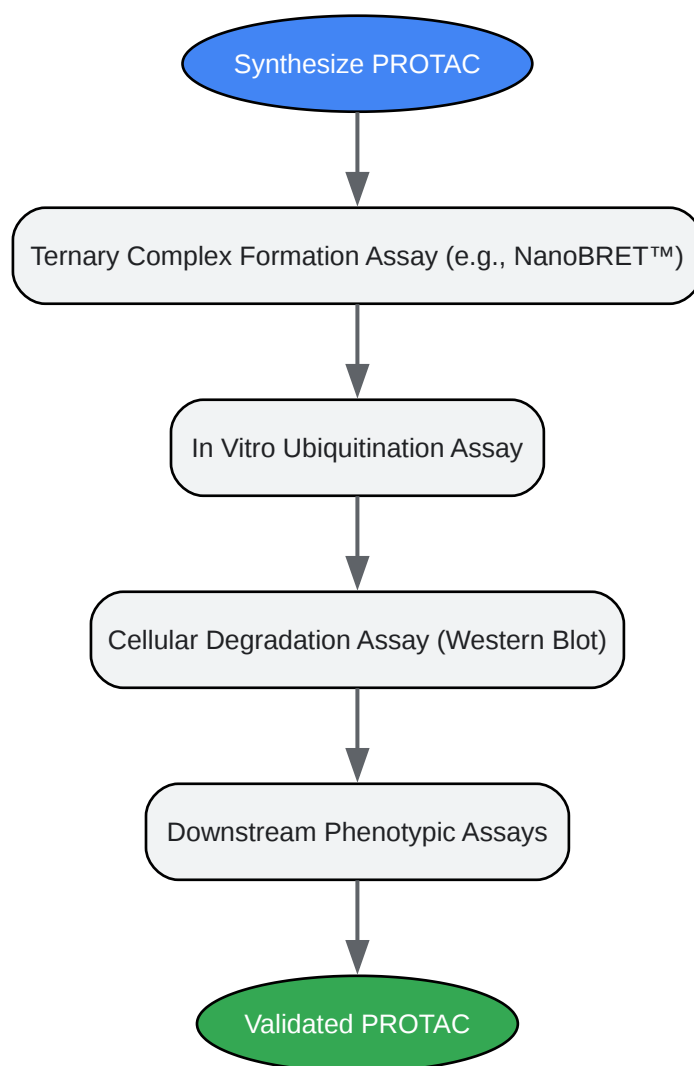 Synthesize PROTAC
Ternary Complex Formation Assay (e.g., NanoBRET™)
In Vitro Ubiquitination Assay
Cellular Degradation Assay (Western Blot)
Downstream Phenotypic Assays
Validated PROTAC